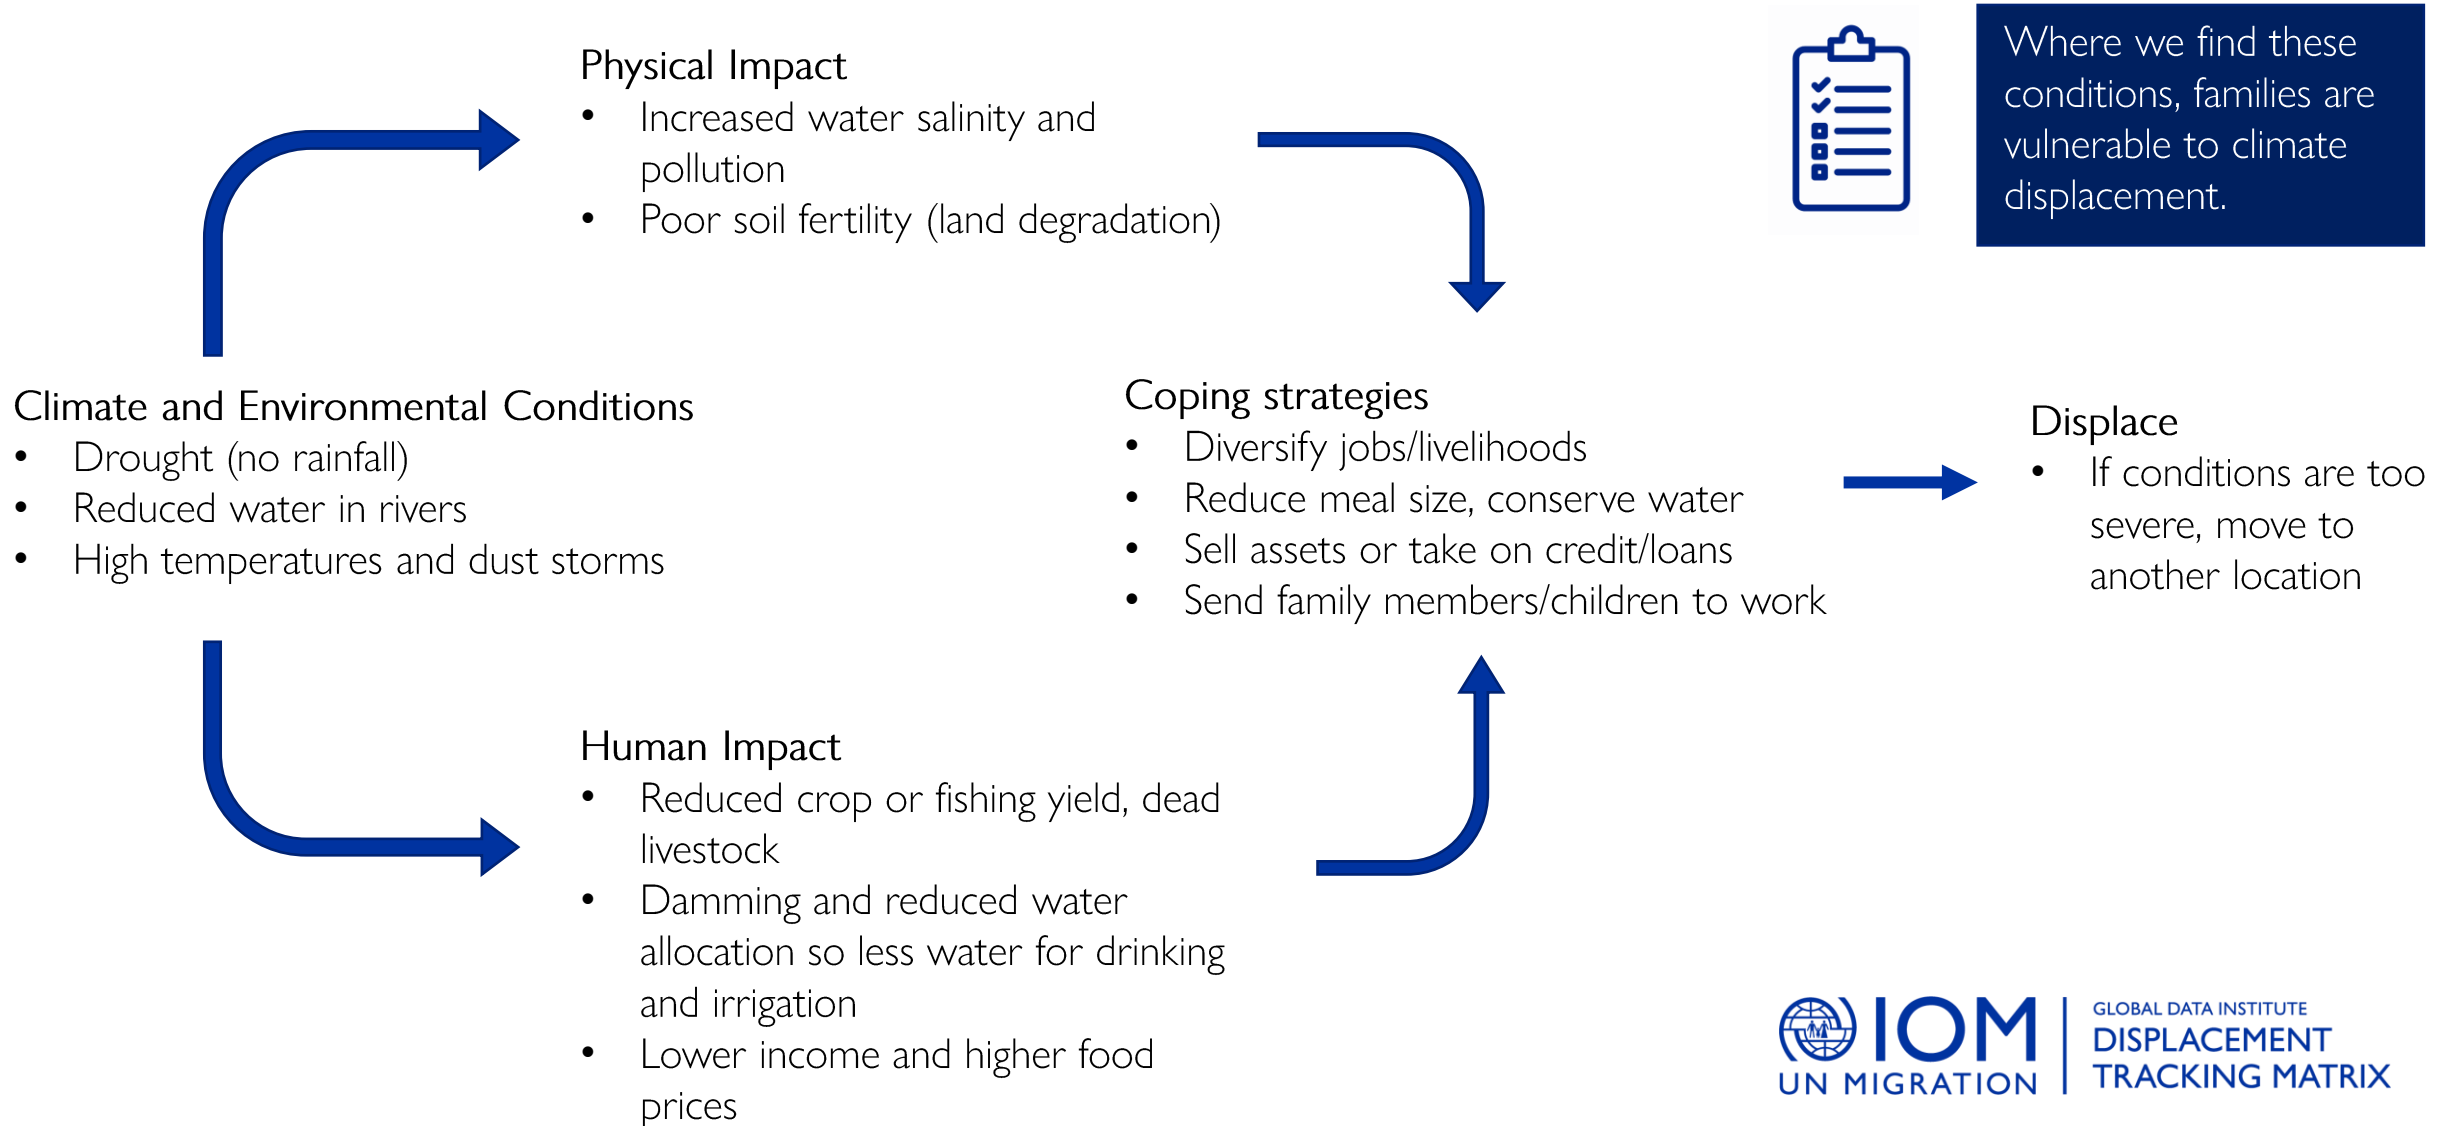 Physical Impact
• Increased water salinity and
pollution
• Poor soil fertility (land degradation)
Where we find these
conditions, families are
vulnerable to climate
displacement.
Climate and Environmental Conditions
• Drought (no rainfall)
• Reduced water in rivers
• High temperatures and dust storms
Coping strategies
• Diversify jobs/livelihoods
• Reduce meal size, conserve water
• Sell assets or take on credit/loans
• Send family members/children to work
Displace
• If conditions are too
severe, move to
another location
Human Impact
• Reduced crop or fishing yield, dead
livestock
• Damming and reduced water
allocation so less water for drinking
and irrigation
• Lower income and higher food
prices
IOM
UN MIGRATION
GLOBAL DATA INSTITUTE
DISPLACEMENT
TRACKING MATRIX